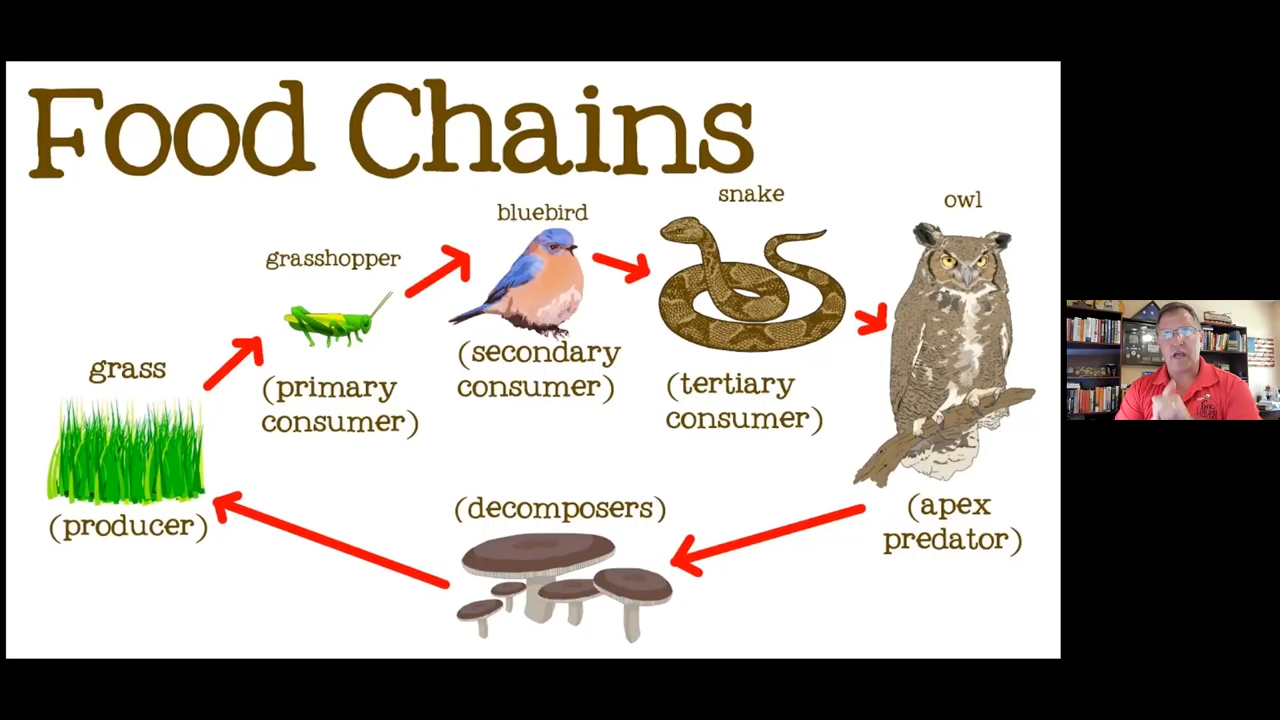 Food Chains
grass
(producer)
grasshopper
(primary
consumer)
bluebird
(secondary
consumer)
snake
(tertiary
consumer)
owl
(apex
predator)
(decomposers)